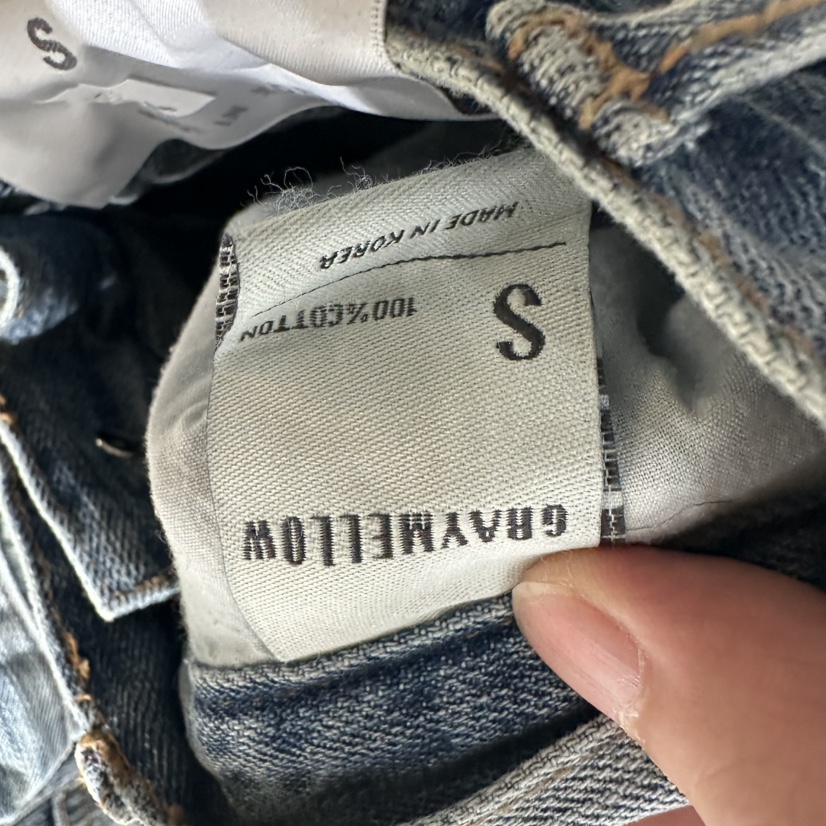 GRAYMELLOW
S
100%COTTON
MADE IN KOREA
S